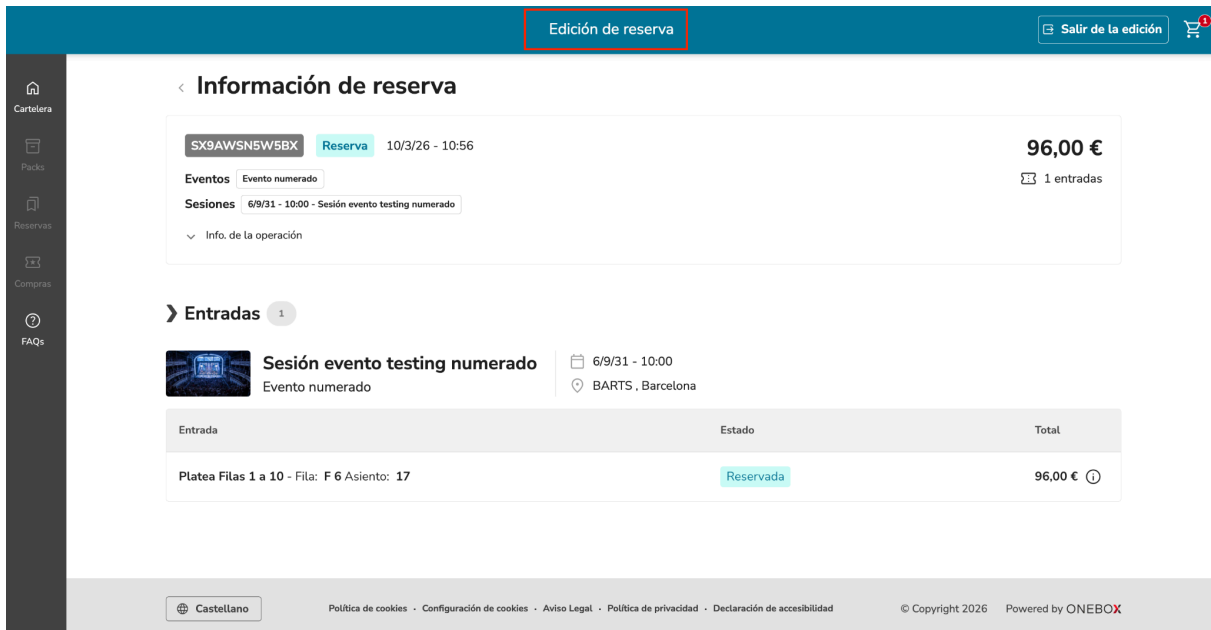 Edición de reserva
Salir de la edición
1
Cartelera
Packs
Reservas
Compras
FAQs
Información de reserva
SX9AWSN5W5BX Reserva 10/3/26 - 10:56
96,00 €
Eventos Evento numerado
1 entradas
Sesiones 6/9/31 - 10:00 - Sesión evento testing numerado
Info. de la operación
Entradas 1
Sesión evento testing numerado
Evento numerado
6/9/31 - 10:00
BARTS , Barcelona
Entrada Estado Total
Platea Filas 1 a 10 - Fila: F 6 Asiento: 17 Reservada 96,00 €
Castellano Política de cookies · Configuración de cookies · Aviso Legal · Política de privacidad · Declaración de accesibilidad © Copyright 2026 Powered by ONEBOX